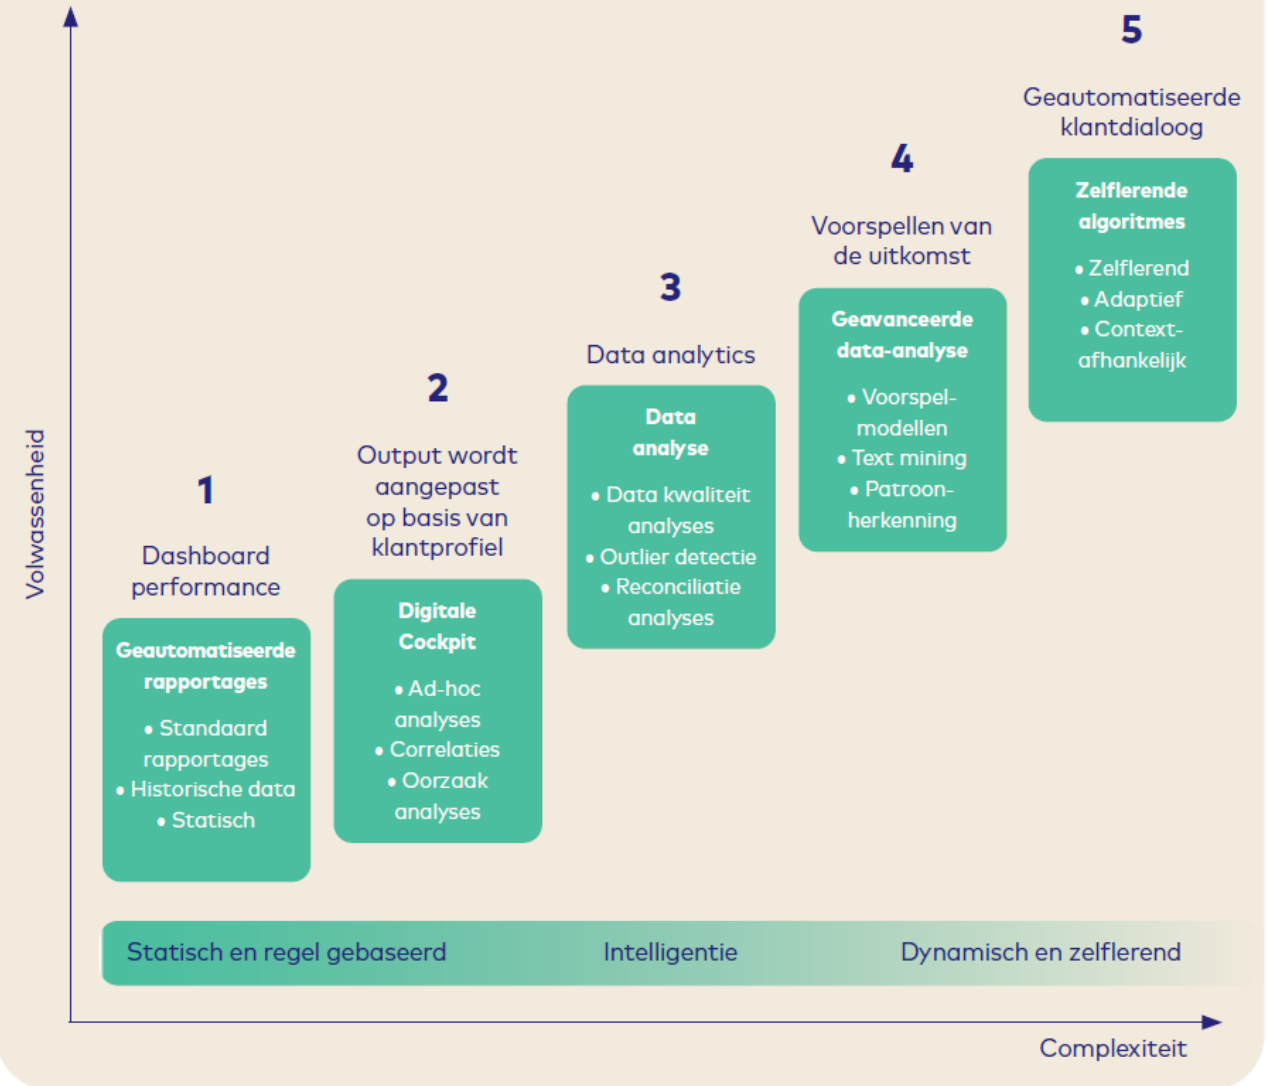 5
Geautomatiseerde
klantdialoog
Zelflerende
algoritmes
• Zelflerend
• Adaptief
• Context-
afhankelijk
4
Voorspellen van
de uitkomst
Geavanceerde
data-analyse
• Voorspel-
modellen
• Text mining
• Patroon-
herkenning
3
Data analytics
Data
analyse
• Data kwaliteit
analyses
• Outlier detectie
• Reconciliatie
analyses
2
Output wordt
aangepast
op basis van
klantprofiel
Digitale
Cockpit
• Ad-hoc
analyses
• Correlaties
• Oorzaak
analyses
1
Dashboard
performance
Geautomatiseerde
rapportages
• Standaard
rapportages
• Historische data
• Statisch
Volwassenheid
Statisch en regel gebaseerd
Intelligentie
Dynamisch en zelflerend
Complexiteit